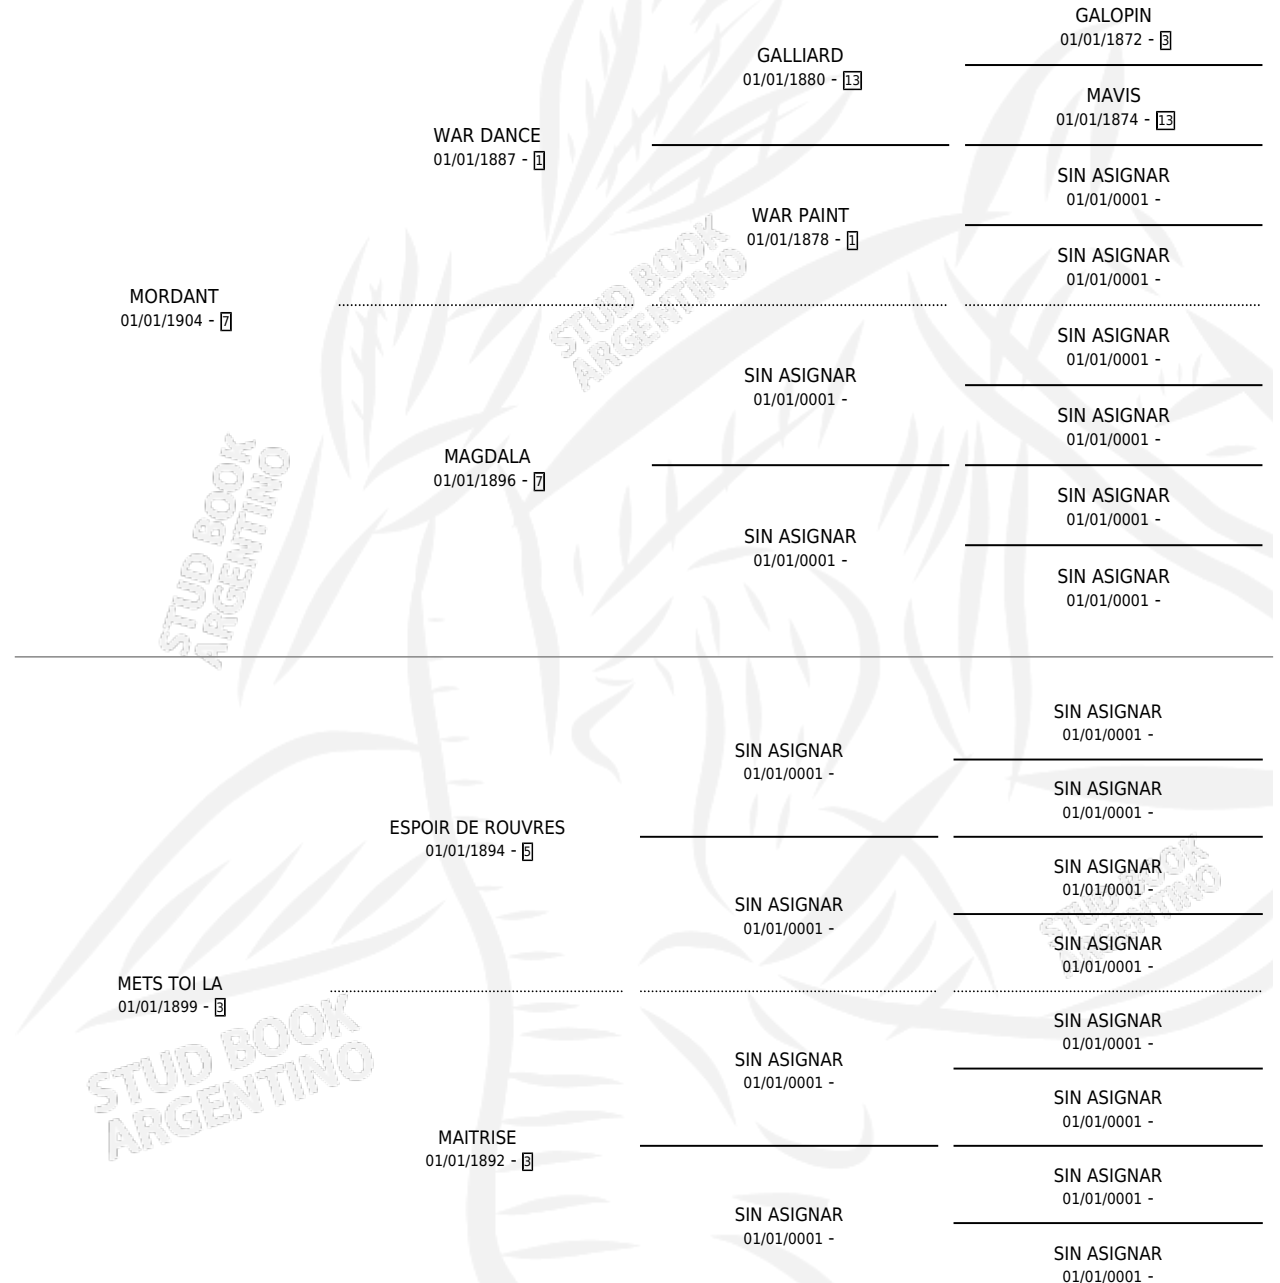 GALOPIN
01/01/1872 - 3
GALLIARD
01/01/1880 - 13
MAVIS
01/01/1874 - 13
WAR DANCE
01/01/1887 - 1
SIN ASIGNAR
01/01/0001 -
WAR PAINT
01/01/1878 - 1
SIN ASIGNAR
01/01/0001 -
MORDANT
01/01/1904 - 7
SIN ASIGNAR
01/01/0001 -
SIN ASIGNAR
01/01/0001 -
SIN ASIGNAR
01/01/0001 -
MAGDALA
01/01/1896 - 7
SIN ASIGNAR
01/01/0001 -
SIN ASIGNAR
01/01/0001 -
SIN ASIGNAR
01/01/0001 -
STUD BOOK
ARGENTINO
STUD BOOK
ARGENTINO
SIN ASIGNAR
01/01/0001 -
SIN ASIGNAR
01/01/0001 -
SIN ASIGNAR
01/01/0001 -
ESPOIR DE ROUVRES
01/01/1894 - 5
SIN ASIGNAR
01/01/0001 -
SIN ASIGNAR
01/01/0001 -
SIN ASIGNAR
01/01/0001 -
METS TOI LA
01/01/1899 - 3
SIN ASIGNAR
01/01/0001 -
SIN ASIGNAR
01/01/0001 -
SIN ASIGNAR
01/01/0001 -
MAITRISE
01/01/1892 - 3
SIN ASIGNAR
01/01/0001 -
SIN ASIGNAR
01/01/0001 -
SIN ASIGNAR
01/01/0001 -
STUD BOOK
ARGENTINO
STUD BOOK
ARGENTINO